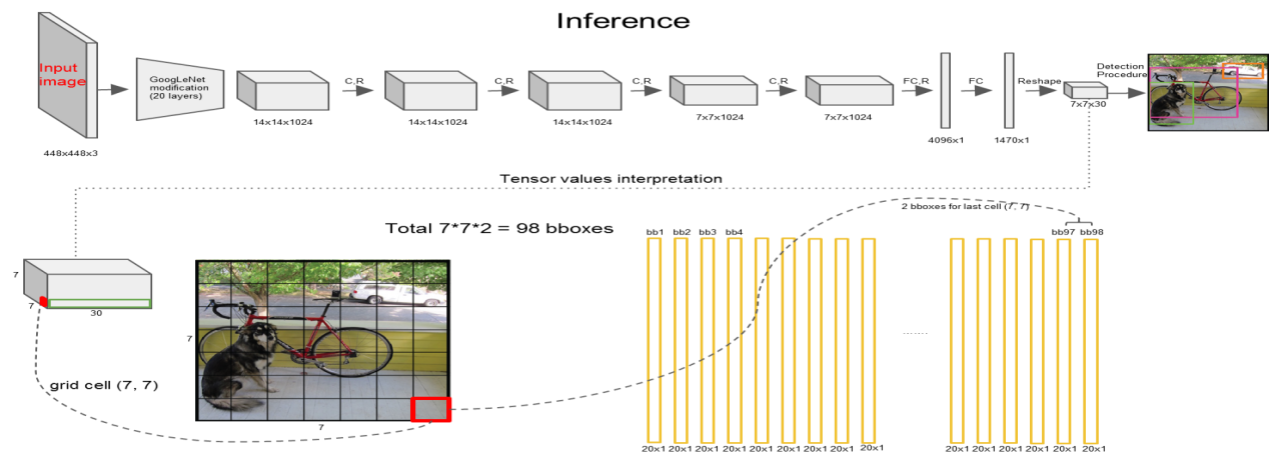 Inference
Input
image
GoogLeNet
modification
(20 layers)
C,R
C,R
C,R
C,R
FC,R
FC
Reshape
Detection
Procedure
448x448x3
14x14x1024
14x14x1024
14x14x1024
7x7x1024
7x7x1024
4096x1
1470x1
7x7x30
Tensor values interpretation
2 bboxes for last cell (7, 7)
Total 7*7*2 = 98 bboxes
bb1 bb2 bb3 bb4
bb97 bb98
7
7
30
7
grid cell (7, 7)
7
........
20x1 20x1 20x1 20x1 20x1 20x1 20x1 20x1 20x1
20x1 20x1 20x1 20x1 20x1 20x1